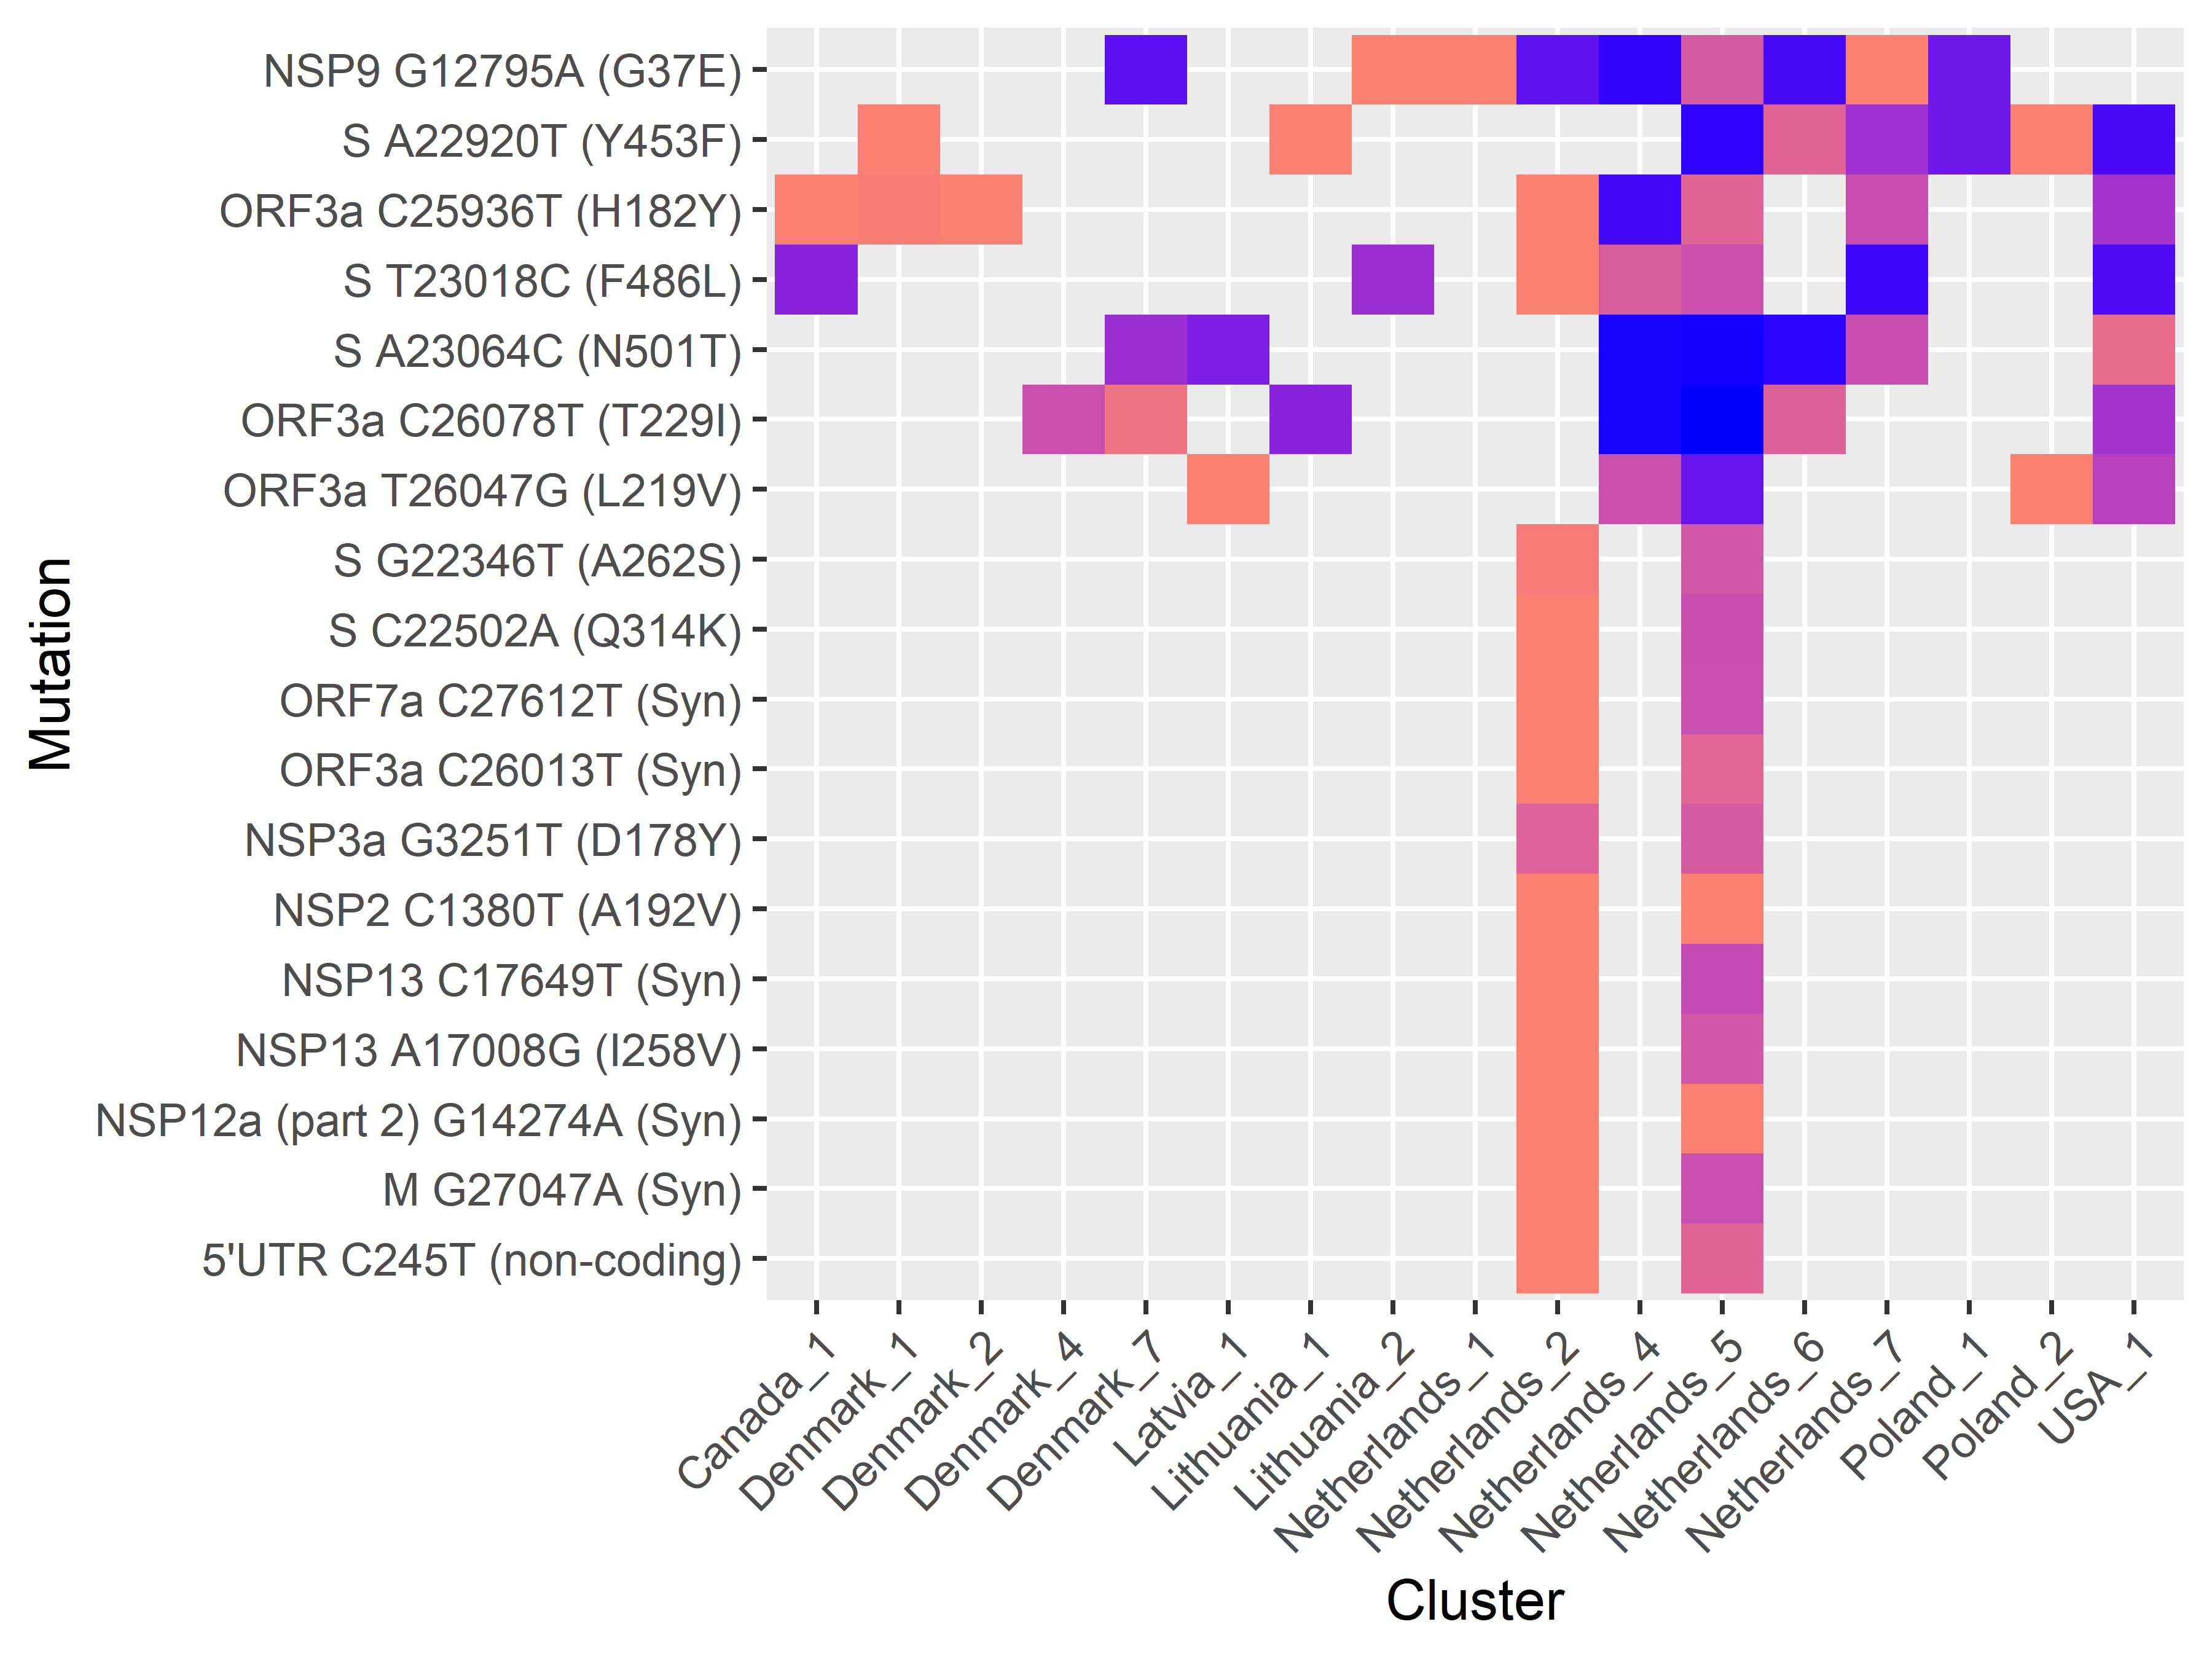 Mutation
NSP9 G12795A (G37E)
S A22920T (Y453F)
ORF3a C25936T (H182Y)
S T23018C (F486L)
S A23064C (N501T)
ORF3a C26078T (T229I)
ORF3a T26047G (L219V)
S G22346T (A262S)
S C22502A (Q314K)
ORF7a C27612T (Syn)
ORF3a C26013T (Syn)
NSP3a G3251T (D178Y)
NSP2 C1380T (A192V)
NSP13 C17649T (Syn)
NSP13 A17008G (I258V)
NSP12a (part 2) G14274A (Syn)
M G27047A (Syn)
5'UTR C245T (non-coding)
Canada_1
Denmark_1
Denmark_2
Denmark_4
Denmark_7
Latvia_1
Lithuania_1
Lithuania_2
Netherlands_1
Netherlands_2
Netherlands_4
Netherlands_5
Netherlands_6
Netherlands_7
Poland_1
Poland_2
USA_1
Cluster